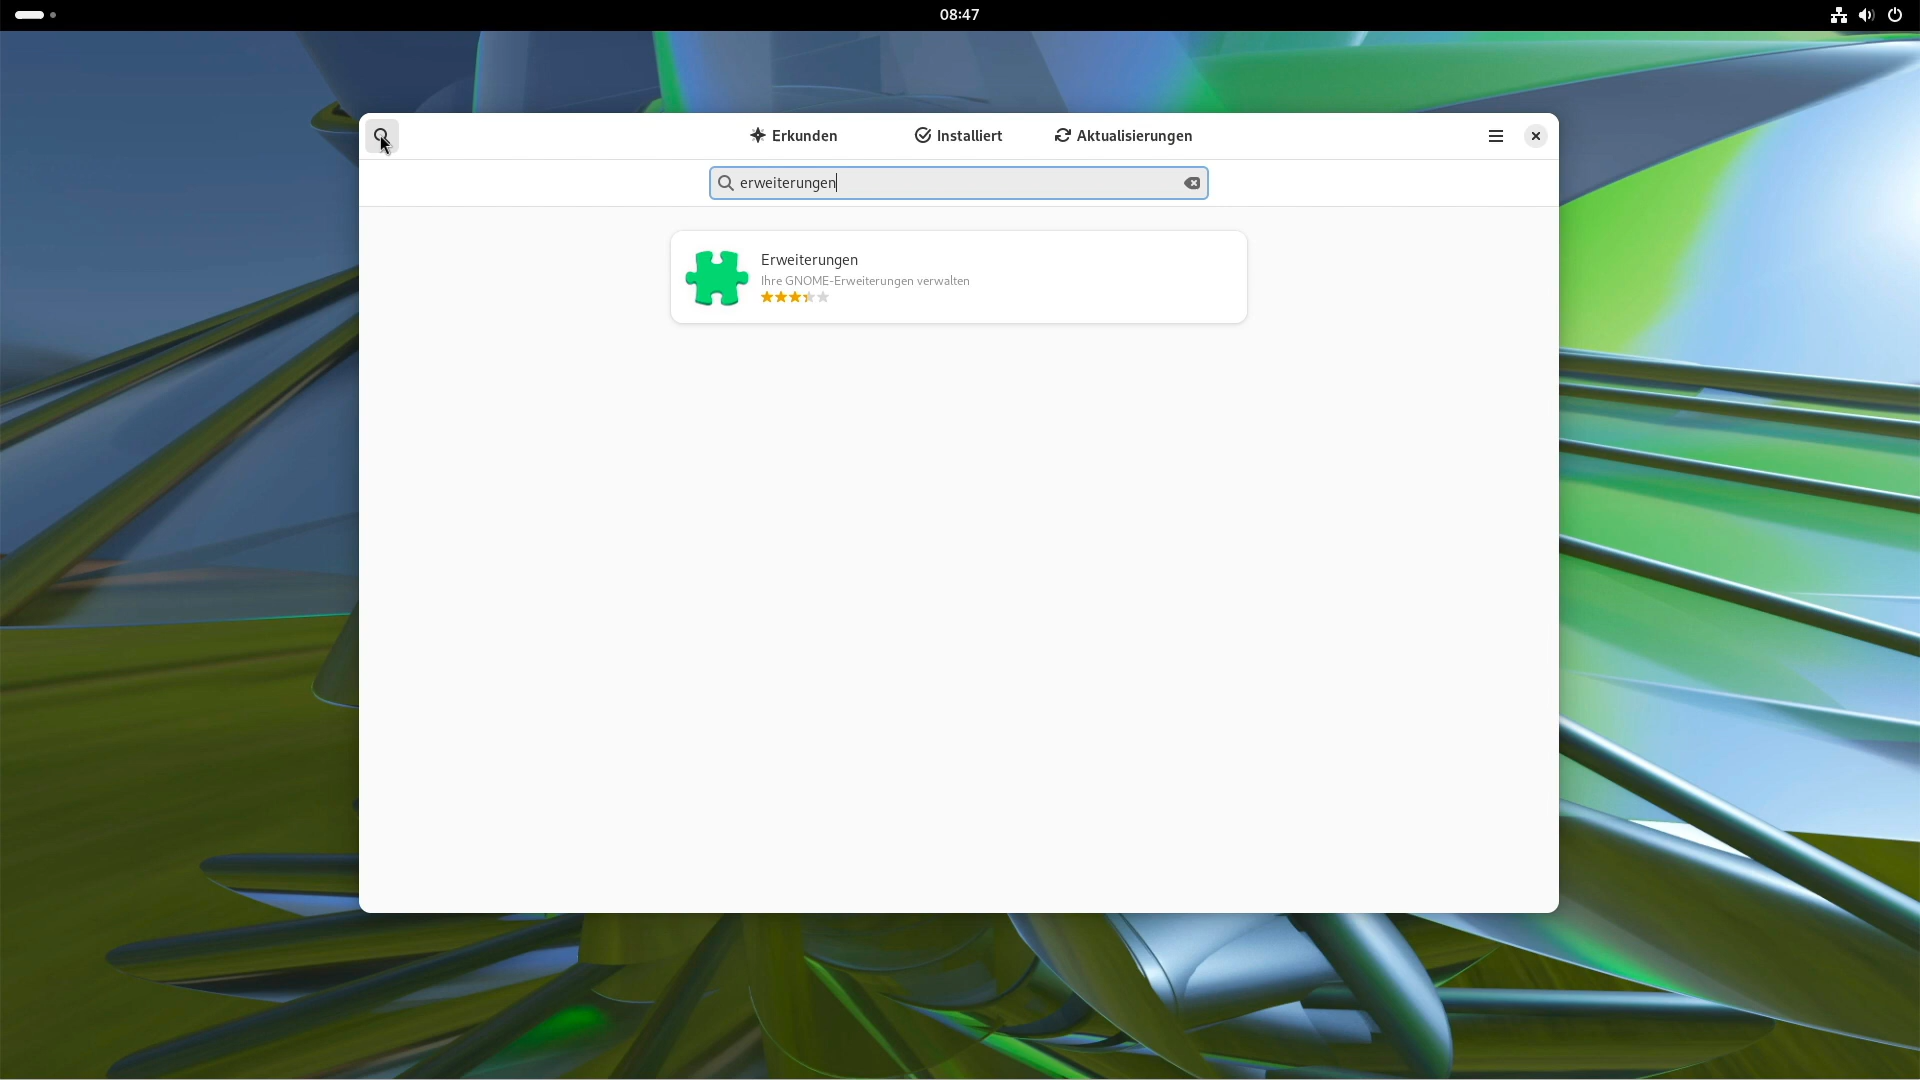 08:47
Erkunden
Installiert
Aktualisierungen
erweiterungen
Erweiterungen
Ihre GNOME-Erweiterungen verwalten